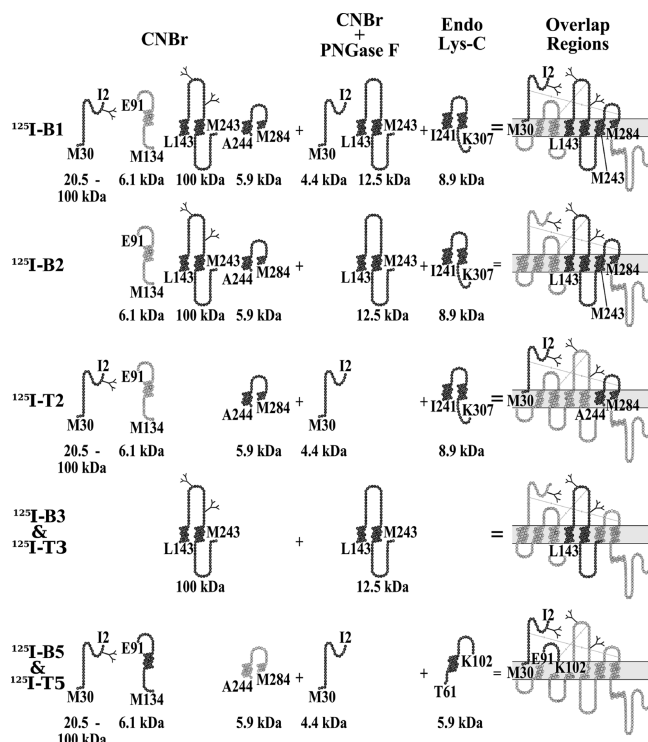 CNBr
CNBr
+
PNGase F
Endo
Lys-C
Overlap
Regions
¹²⁵I-B1
I2
M30
E91
M134
L143
M243
A244
M284
+
I2
M30
L143
M243
+
I241
K307
=
I2
M30
L143
M284
M243
20.5 -
100 kDa
6.1 kDa
100 kDa
5.9 kDa
4.4 kDa
12.5 kDa
8.9 kDa
¹²⁵I-B2
E91
M134
L143
M243
A244
M284
+
L143
M243
+
I241
K307
=
L143
M284
M243
6.1 kDa
100 kDa
5.9 kDa
12.5 kDa
8.9 kDa
¹²⁵I-T2
I2
M30
E91
M134
A244
M284
+
I2
M30
+
I241
K307
=
I2
M30
A244
M284
20.5 -
100 kDa
6.1 kDa
5.9 kDa
4.4 kDa
8.9 kDa
¹²⁵I-B3
&
¹²⁵I-T3
L143
M243
+
L143
M243
=
L143
100 kDa
12.5 kDa
¹²⁵I-B5
&
¹²⁵I-T5
I2
M30
E91
M134
A244
M284
+
I2
M30
+
K102
T61
=
I2
M30
E91
K102
20.5 -
100 kDa
6.1 kDa
5.9 kDa
4.4 kDa
5.9 kDa